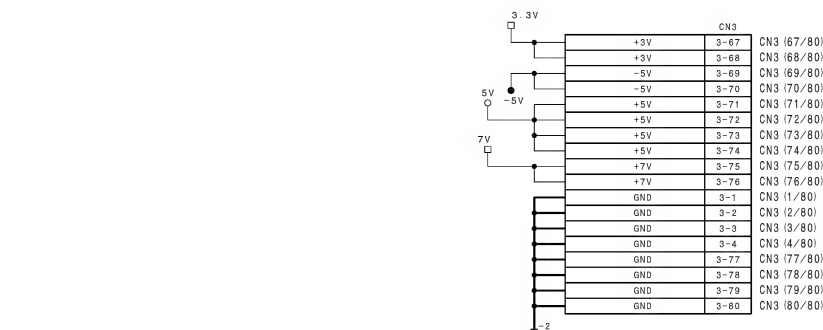 3.3V
CN3
+3V 3-67 CN3 (67/80)
+3V 3-68 CN3 (68/80)
-5V 3-69 CN3 (69/80)
-5V 3-70 CN3 (70/80)
5V
-5V
+5V 3-71 CN3 (71/80)
+5V 3-72 CN3 (72/80)
+5V 3-73 CN3 (73/80)
7V
+5V 3-74 CN3 (74/80)
+7V 3-75 CN3 (75/80)
+7V 3-76 CN3 (76/80)
GND 3-1 CN3 (1/80)
GND 3-2 CN3 (2/80)
GND 3-3 CN3 (3/80)
GND 3-4 CN3 (4/80)
GND 3-77 CN3 (77/80)
GND 3-78 CN3 (78/80)
GND 3-79 CN3 (79/80)
GND 3-80 CN3 (80/80)
-2